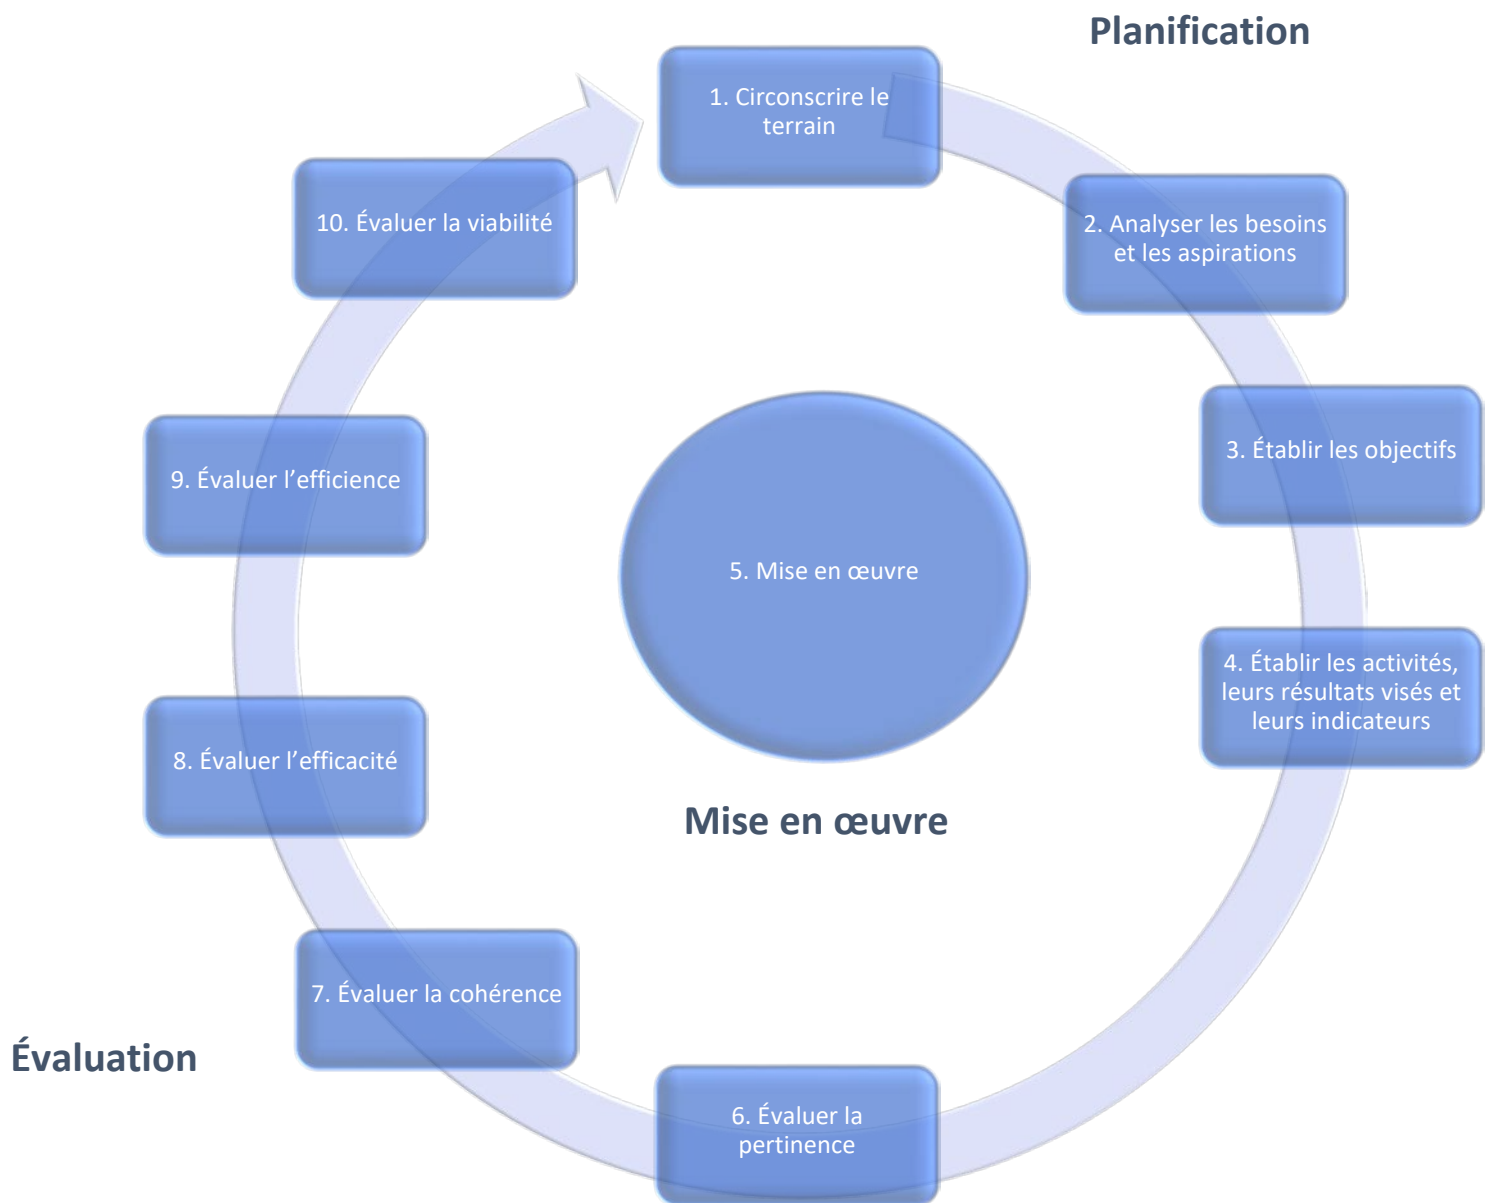 Planification
1. Circonscrire le
terrain
2. Analyser les besoins
et les aspirations
3. Établir les objectifs
4. Établir les activités,
leurs résultats visés et
leurs indicateurs
5. Mise en œuvre
Mise en œuvre
6. Évaluer la
pertinence
7. Évaluer la cohérence
Évaluation
8. Évaluer l’efficacité
9. Évaluer l’efficience
10. Évaluer la viabilité